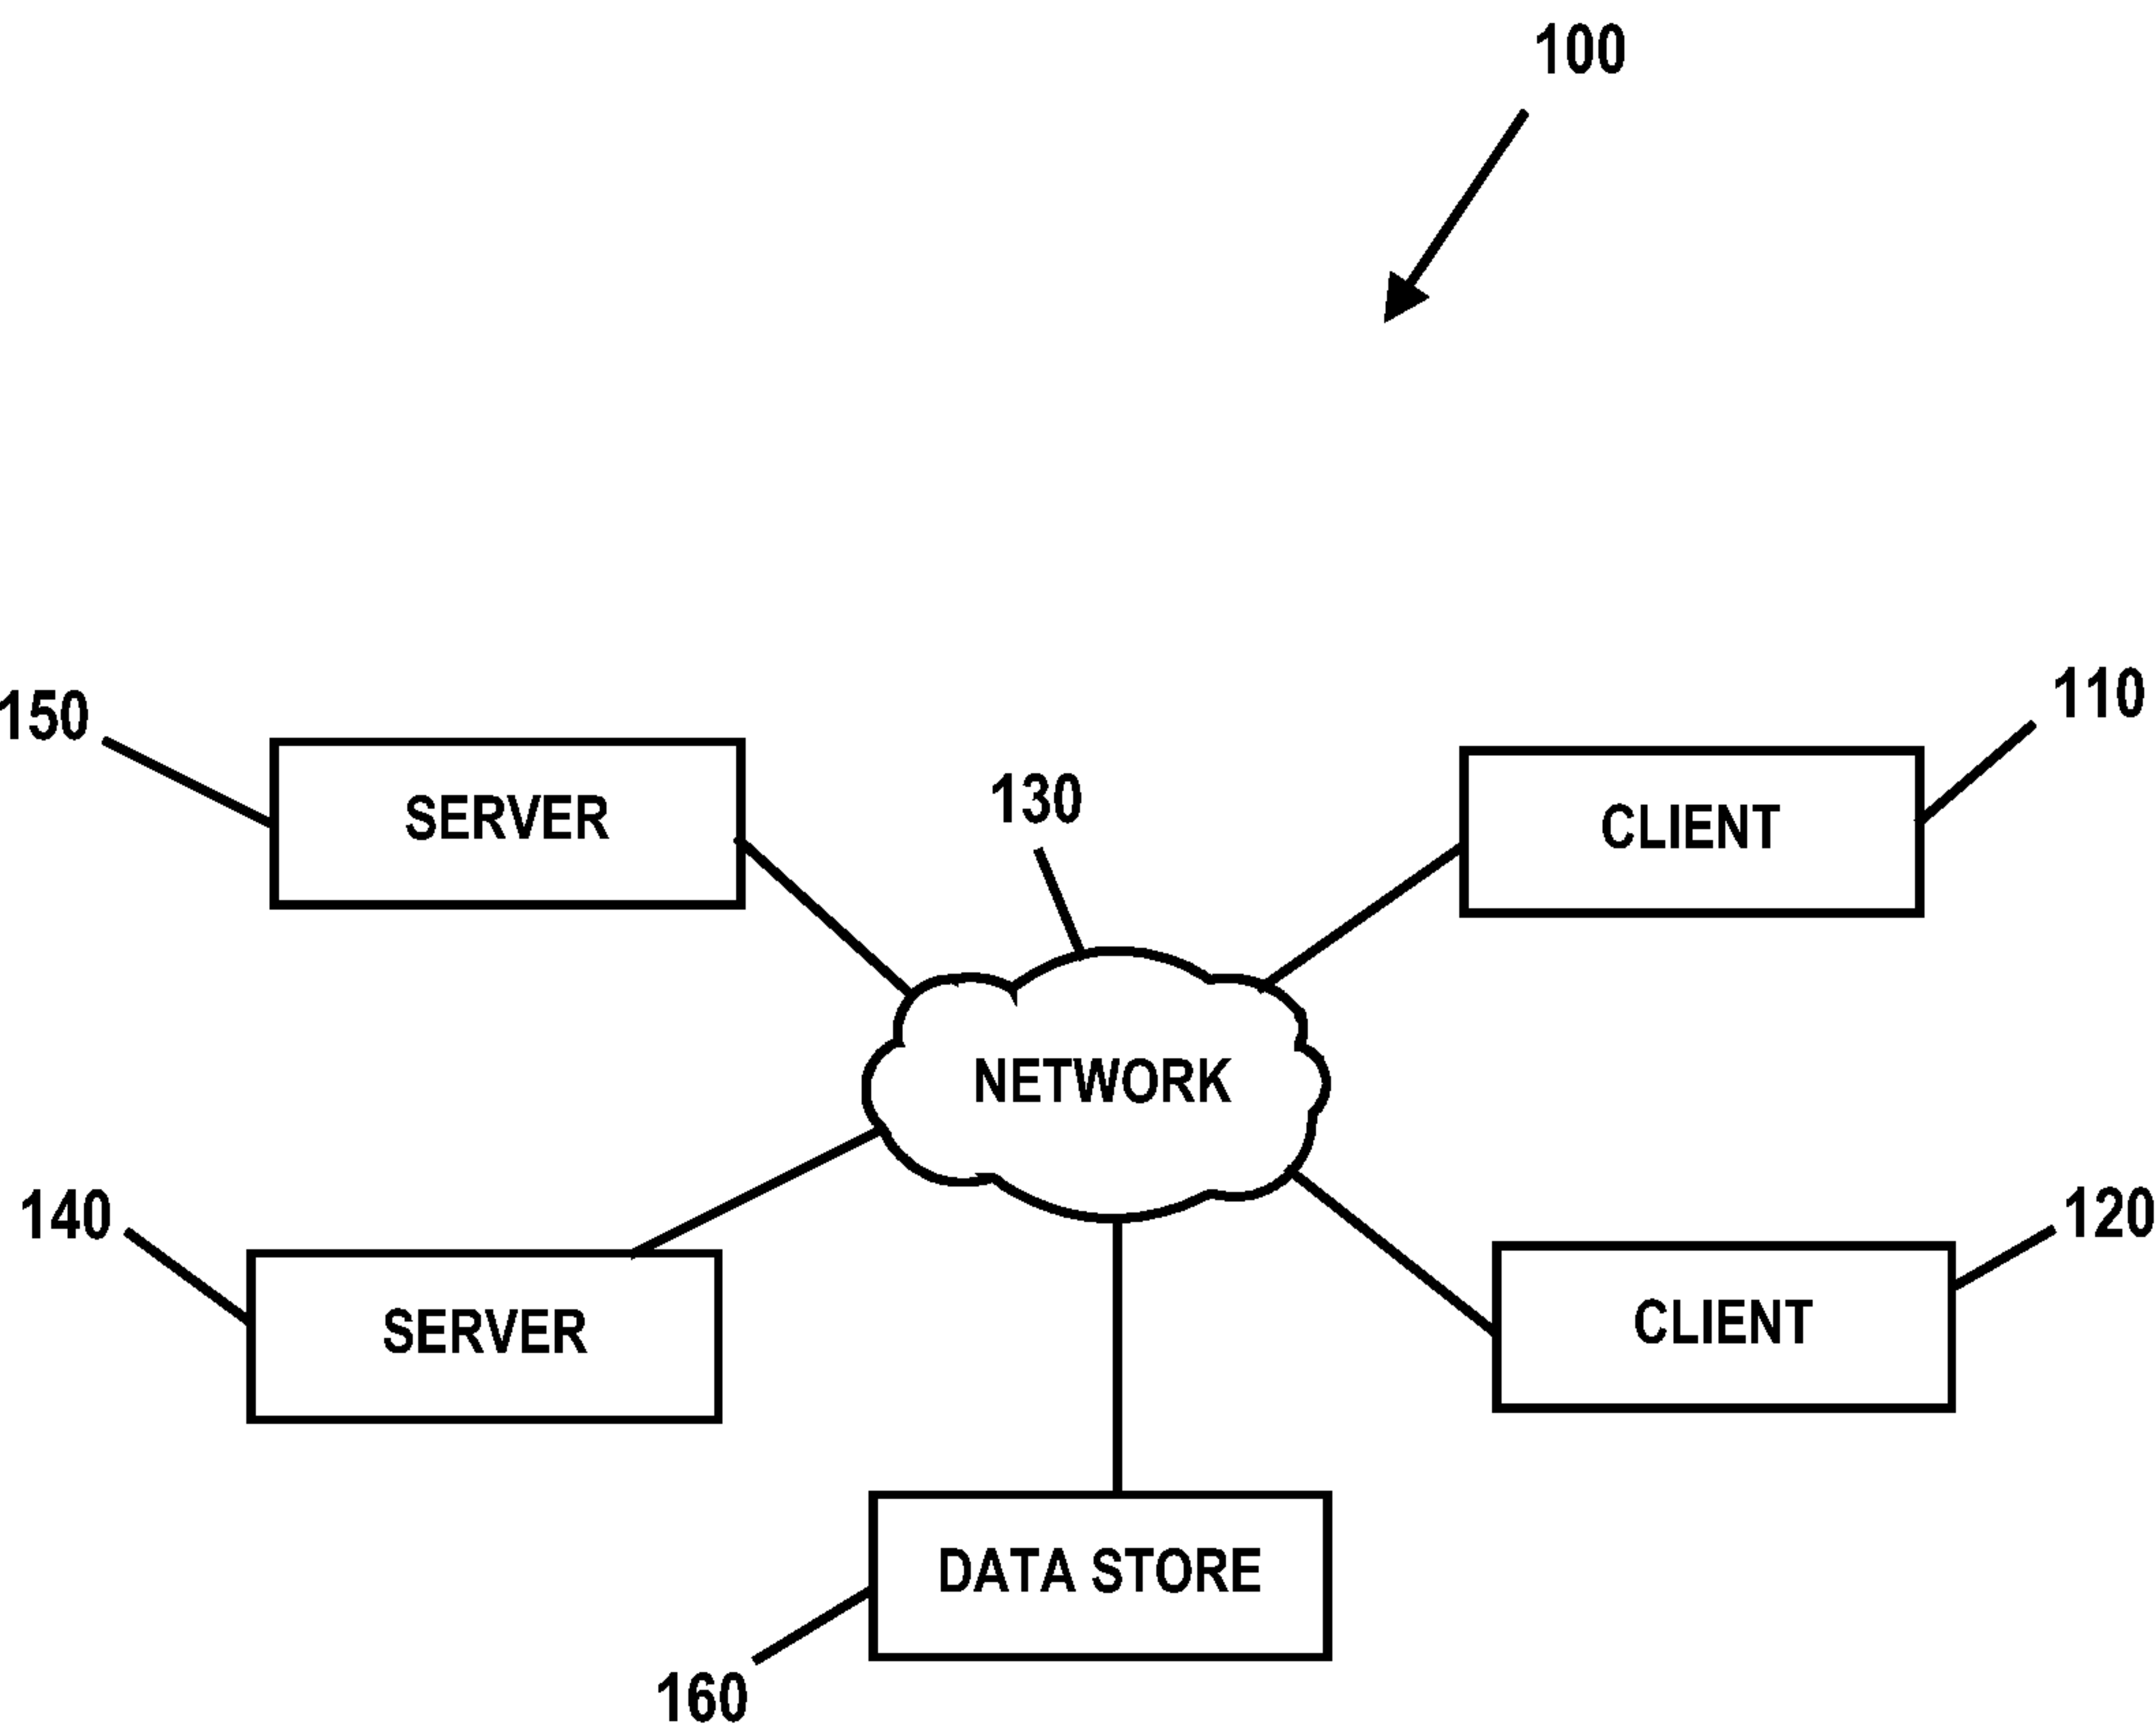 100
150
110
SERVER
130
CLIENT
NETWORK
140
120
SERVER
CLIENT
DATA STORE
160